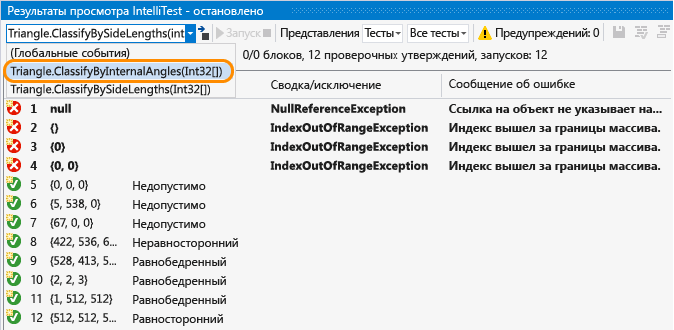 Результаты просмотра IntelliTest - остановлено
Triangle.ClassifyBySideLengths(int Запуск Представления Тесты Все тесты Предупреждений: 0
(Глобальные события)
Triangle.ClassifyByInternalAngles(Int32[]) 0/0 блоков, 12 проверочных утверждений, запусков: 12
Triangle.ClassifyBySideLengths(Int32[])
Сводка/исключение Сообщение об ошибке
1 null NullReferenceException Ссылка на объект не указывает на...
2 {} IndexOutOfRangeException Индекс вышел за границы массива.
3 {0} IndexOutOfRangeException Индекс вышел за границы массива.
4 {0, 0} IndexOutOfRangeException Индекс вышел за границы массива.
5 {0, 0, 0} Недопустимо
6 {5, 538, 0} Недопустимо
7 {67, 0, 0} Недопустимо
8 {422, 536, 6... Неравносторонний
9 {528, 413, 5... Равнобедренный
10 {2, 2, 3} Равнобедренный
11 {1, 512, 512} Равнобедренный
12 {512, 512, 5... Равносторонний